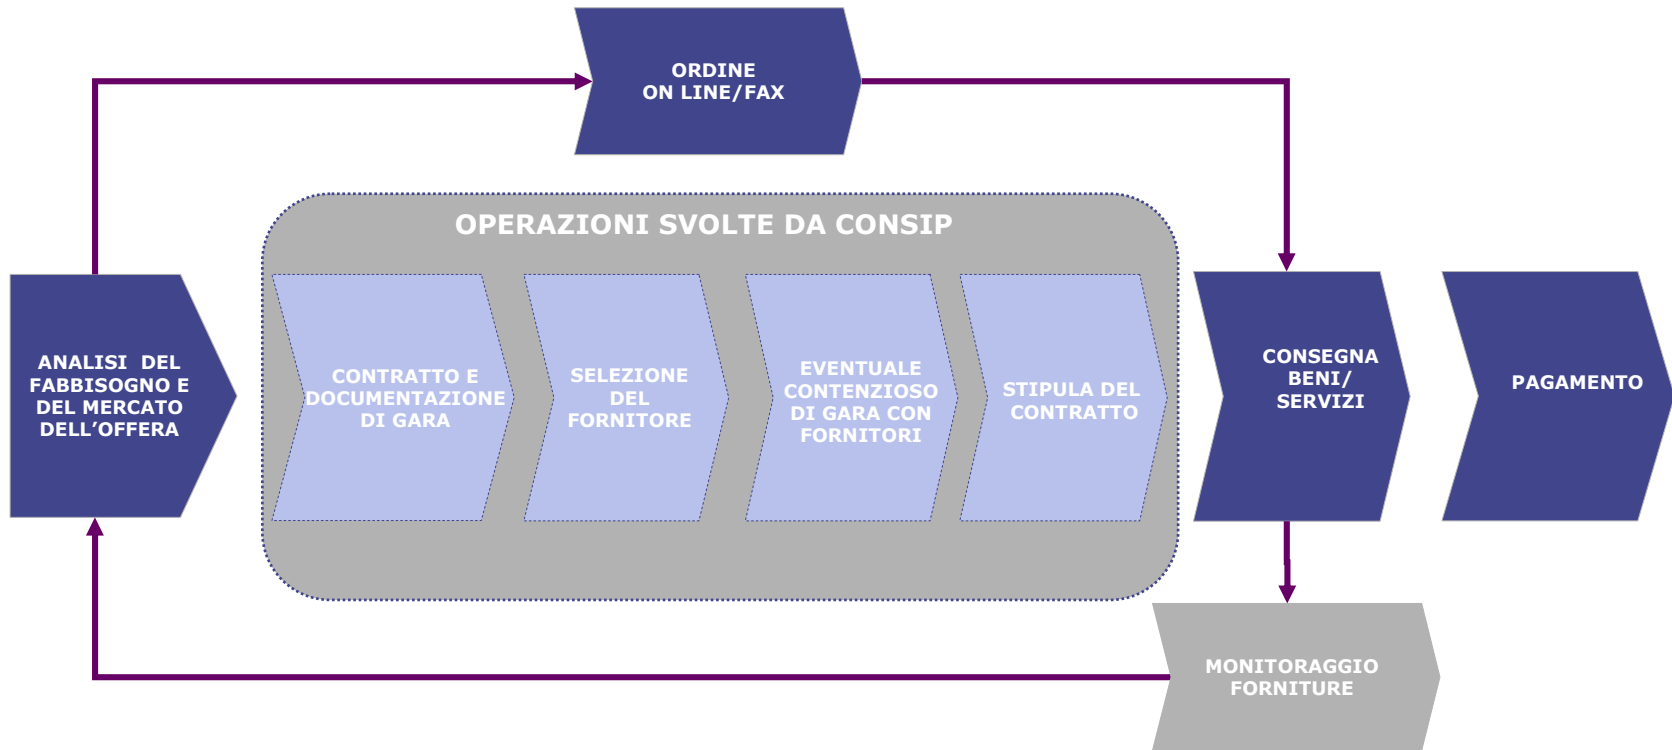 ORDINE
ON LINE/FAX
OPERAZIONI SVOLTE DA CONSIP
ANALISI DEL
FABBISOGNO E
DEL MERCATO
DELL'OFFERA
CONTRATTO E
DOCUMENTAZIONE
DI GARA
SELEZIONE
DEL
FORNITORE
EVENTUALE
CONTENZIOSO
DI GARA CON
FORNITORI
STIPULA DEL
CONTRATTO
CONSEGNA
BENI/
SERVIZI
PAGAMENTO
MONITORAGGIO
FORNITURE